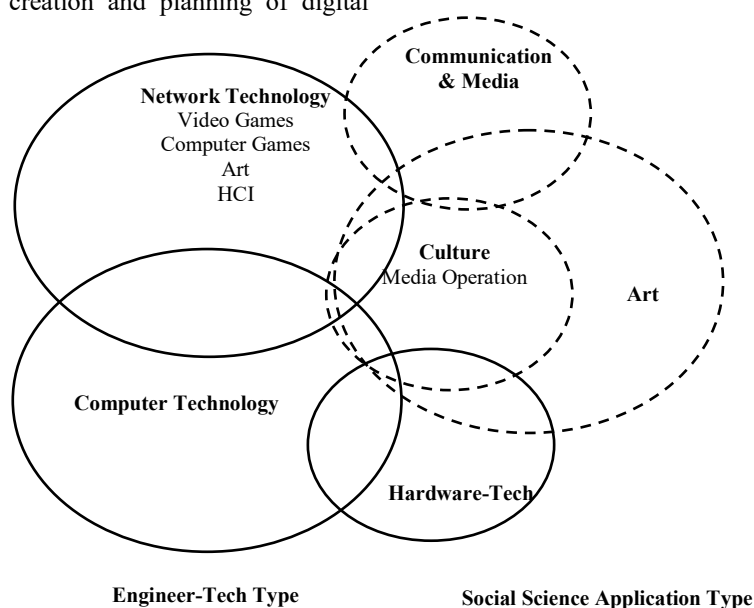 creation and planning of digital
Communication
& Media
Network Technology
Video Games
Computer Games
Art
HCI
Culture
Media Operation
Art
Computer Technology
Hardware-Tech
Engineer-Tech Type
Social Science Application Type